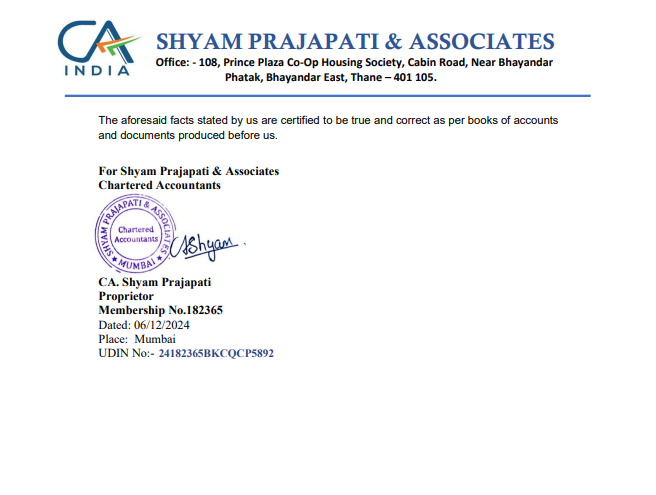 CA
INDIA
SHYAM PRAJAPATI & ASSOCIATES
Office: - 108, Prince Plaza Co-Op Housing Society, Cabin Road, Near Bhayandar
Phatak, Bhayandar East, Thane – 401 105.
The aforesaid facts stated by us are certified to be true and correct as per books of accounts
and documents produced before us.
For Shyam Prajapati & Associates
Chartered Accountants
SHYAM PRAJAPATI & ASSOCIATES
Chartered
Accountants
★ MUMBAI ★
CAShyam
CA. Shyam Prajapati
Proprietor
Membership No.182365
Dated: 06/12/2024
Place: Mumbai
UDIN No:- 24182365BKCQCP5892